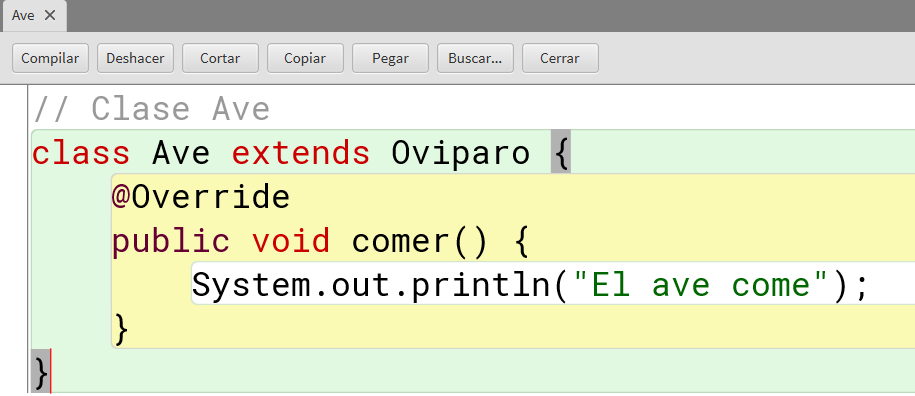 Ave
Compilar Deshacer Cortar Copiar Pegar Buscar... Cerrar
// Clase Ave
class Ave extends Oviparo {
@Override
public void comer() {
System.out.println("El ave come");
}
}